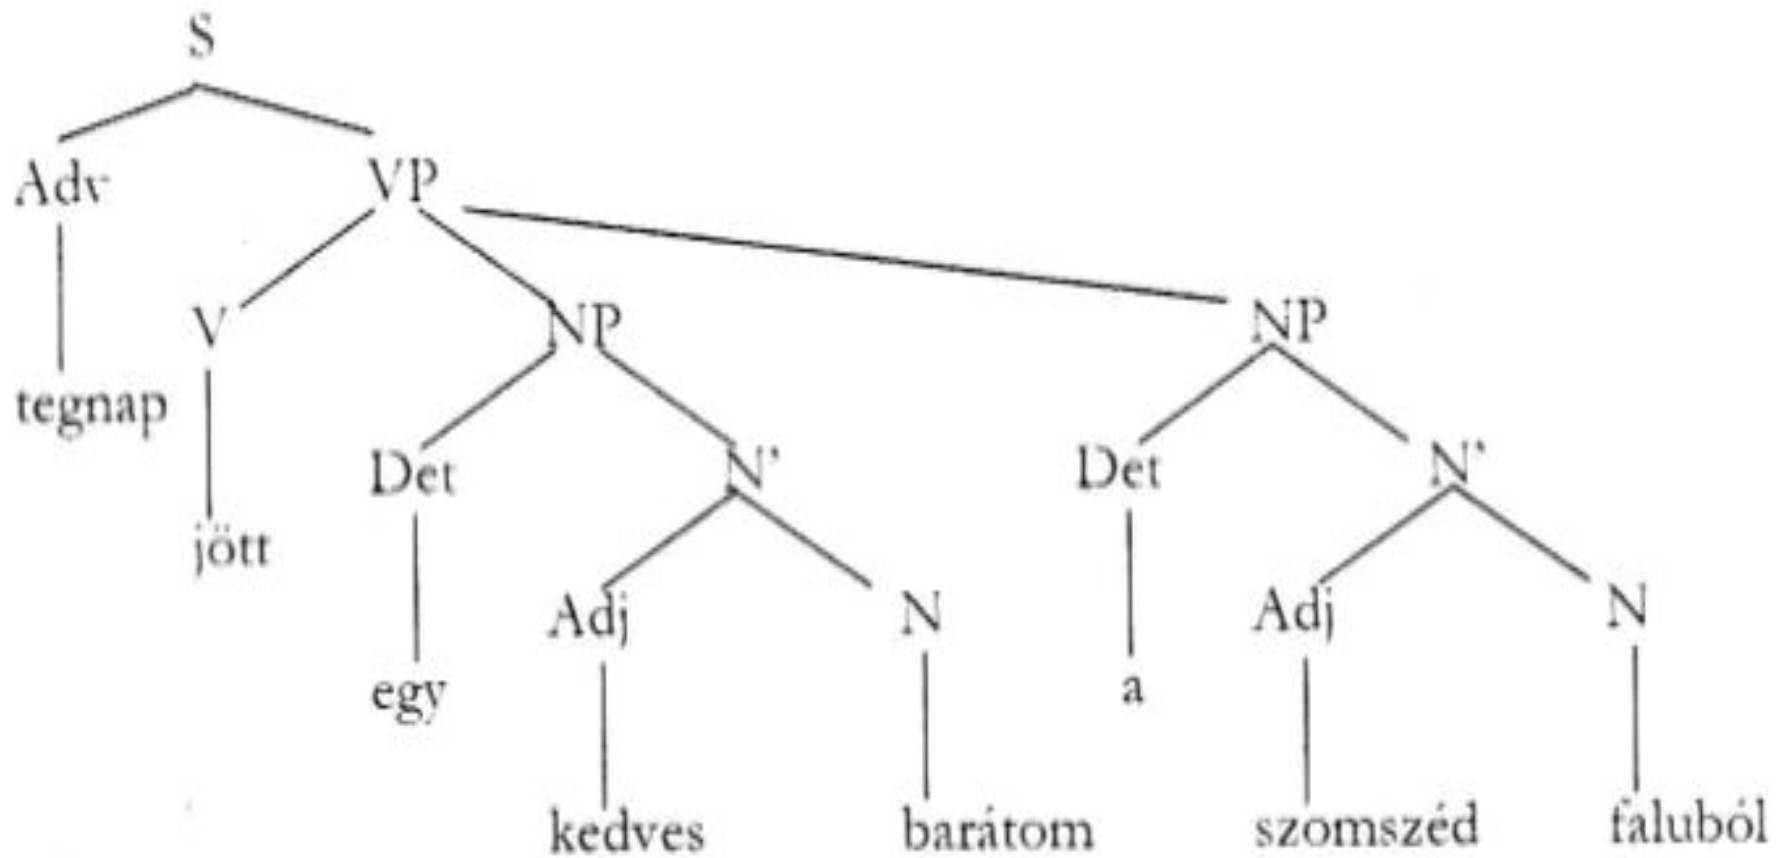 S
Adv VP
V NP NP
tegnap
Det N' Det N'
jött
Adj N Adj N
egy a
kedves barátom szomszéd faluból